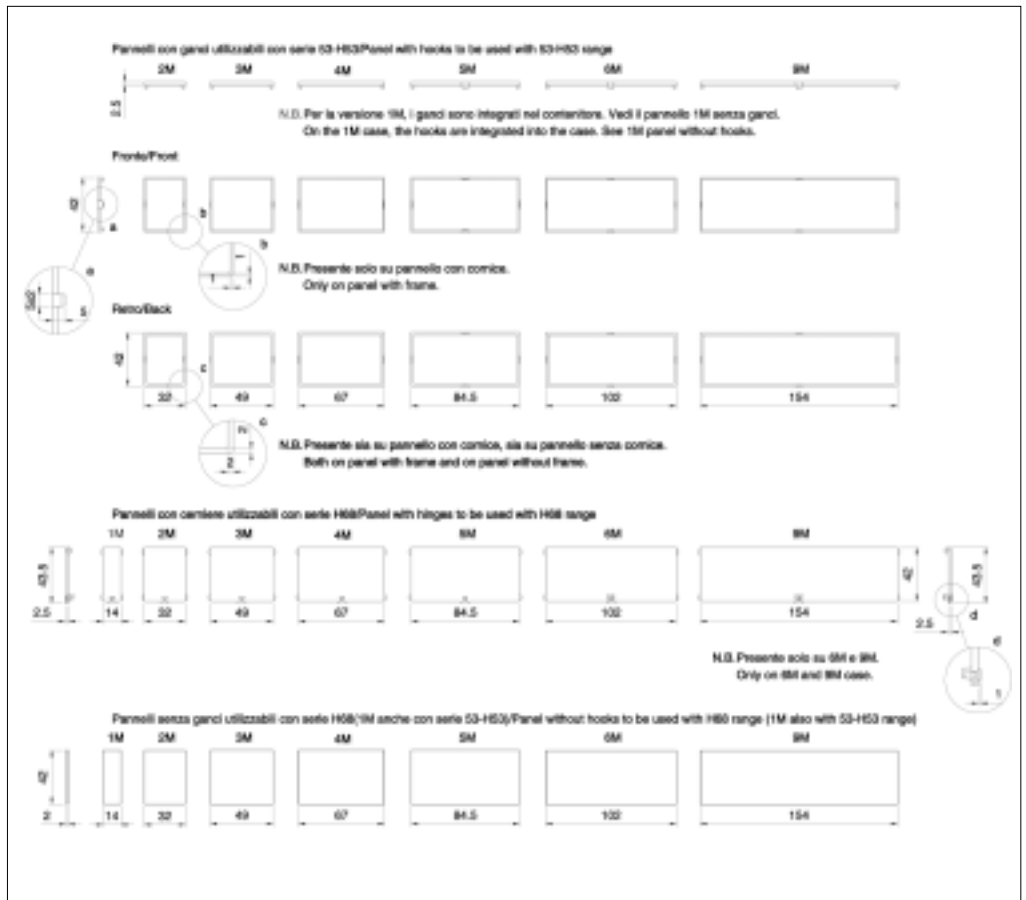 Pannelli con ganci utilizzabili con serie 53-H53/Panel with hooks to be used with 53-H53 range
2M 3M 4M 5M 6M 9M
2.5
N.B. Per la versione 1M, i ganci sono integrati nel contenitore. Vedi il pannello 1M senza ganci.
On the 1M case, the hooks are integrated into the case. See 1M panel without hooks.
Fronte/Front
42
a b
b
1 1
a
N.B. Presente solo su pannello con cornice.
Only on panel with frame.
5
Retro/Back
42
c
32 49 67 84.5 102 154
c
2 2
N.B. Presente sia su pannello con cornice, sia su pannello senza cornice.
Both on panel with frame and on panel without frame.
Pannelli con cerniere utilizzabili con serie H68/Panel with hinges to be used with H68 range
1M 2M 3M 4M 5M 6M 9M
43.5 42 43.5
2.5 14 32 49 67 84.5 102 154 2.5 d
d
N.B. Presente solo su 6M e 9M.
Only on 6M and 9M case.
1
Pannelli senza ganci utilizzabili con serie H68(1M anche con serie 53-H53)/Panel without hooks to be used with H68 range (1M also with 53-H53 range)
1M 2M 3M 4M 5M 6M 9M
42
2 14 32 49 67 84.5 102 154